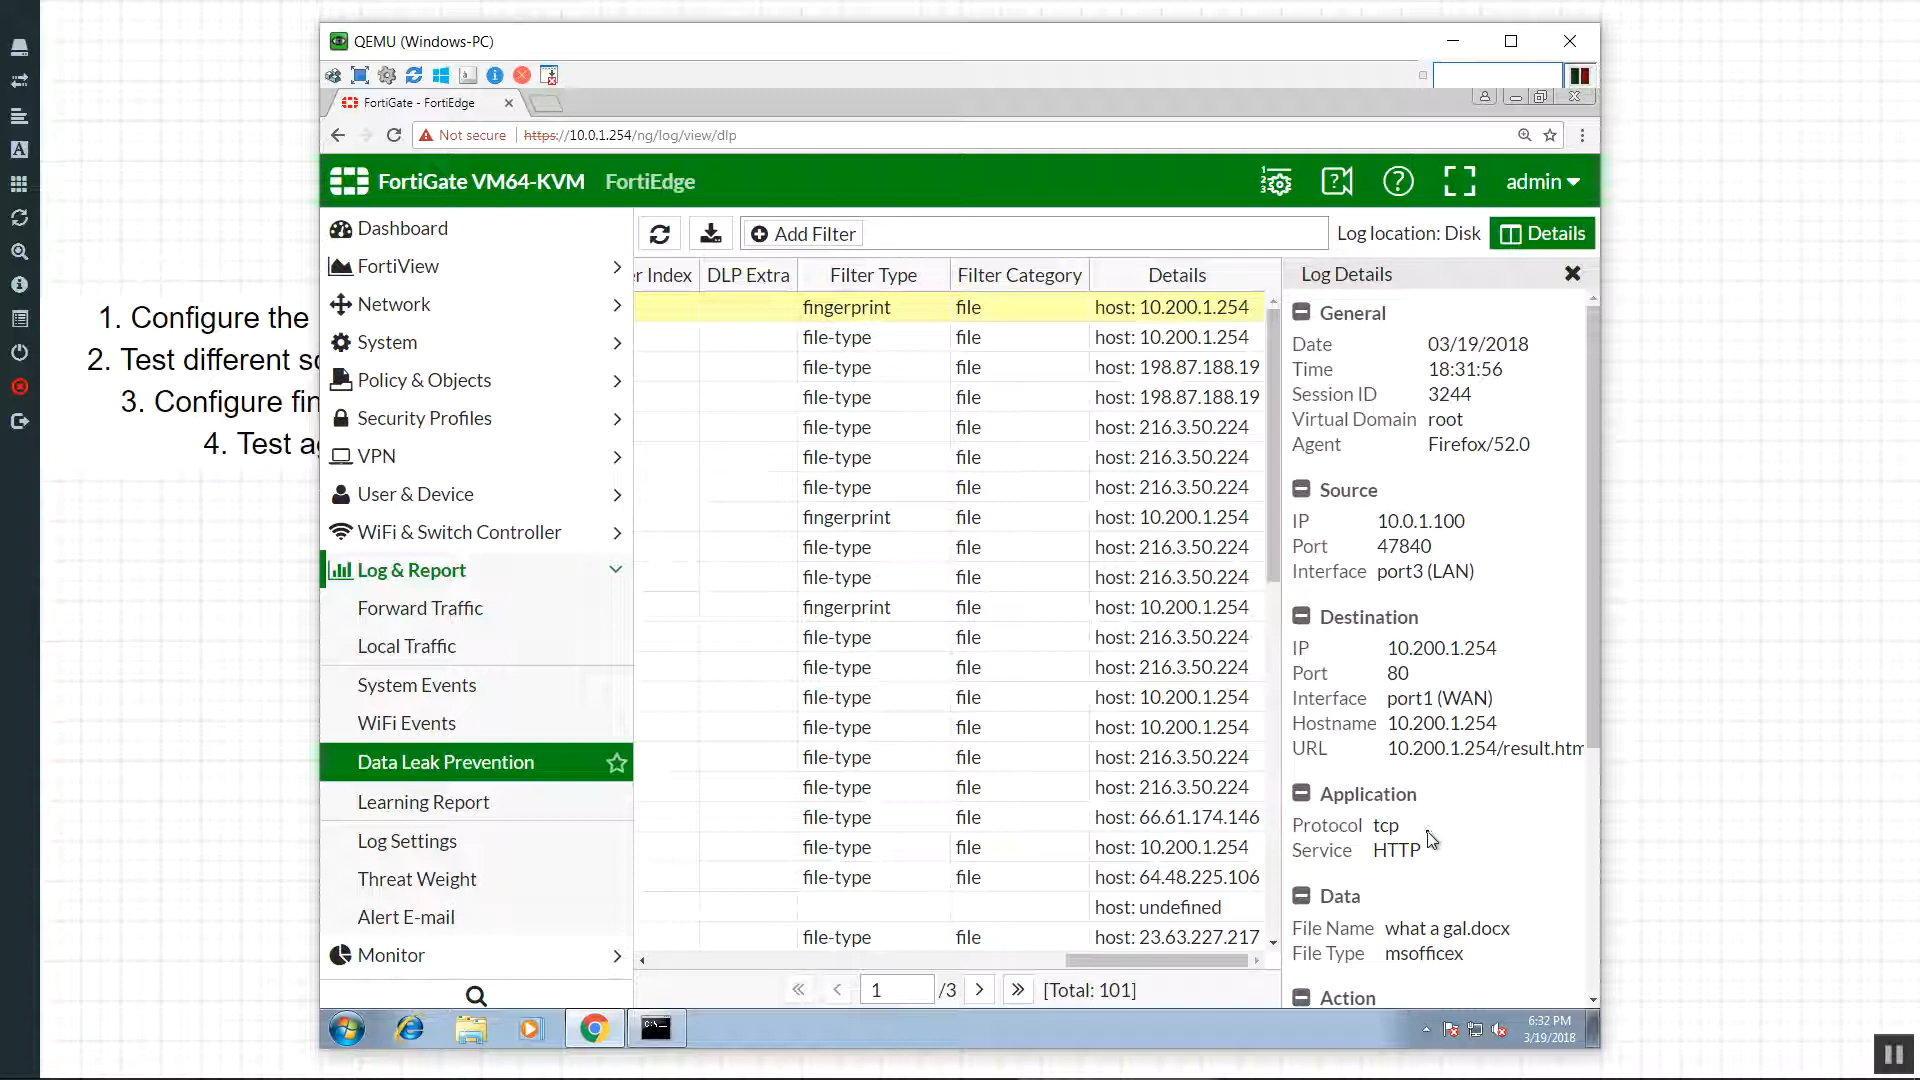 QEMU (Windows-PC)
FortiGate - FortiEdge
Not secure https://10.0.1.254/ng/log/view/dlp
FortiGate VM64-KVM FortiEdge admin
1. Configure the
2. Test different s
3. Configure fin
4. Test a
Dashboard
FortiView
Network
System
Policy & Objects
Security Profiles
VPN
User & Device
WiFi & Switch Controller
Log & Report
Forward Traffic
Local Traffic
System Events
WiFi Events
Data Leak Prevention
Learning Report
Log Settings
Threat Weight
Alert E-mail
Monitor
Add Filter Log location: Disk Details
r Index DLP Extra Filter Type Filter Category Details
fingerprint file host: 10.200.1.254
file-type file host: 10.200.1.254
file-type file host: 198.87.188.19
file-type file host: 198.87.188.19
file-type file host: 216.3.50.224
file-type file host: 216.3.50.224
file-type file host: 216.3.50.224
fingerprint file host: 10.200.1.254
file-type file host: 216.3.50.224
file-type file host: 216.3.50.224
fingerprint file host: 10.200.1.254
file-type file host: 216.3.50.224
file-type file host: 216.3.50.224
file-type file host: 10.200.1.254
file-type file host: 10.200.1.254
file-type file host: 216.3.50.224
file-type file host: 216.3.50.224
file-type file host: 66.61.174.146
file-type file host: 10.200.1.254
file-type file host: 64.48.225.106
host: undefined
file-type file host: 23.63.227.217
1 /3 [Total: 101]
Log Details
General
Date 03/19/2018
Time 18:31:56
Session ID 3244
Virtual Domain root
Agent Firefox/52.0
Source
IP 10.0.1.100
Port 47840
Interface port3 (LAN)
Destination
IP 10.200.1.254
Port 80
Interface port1 (WAN)
Hostname 10.200.1.254
URL 10.200.1.254/result.htm
Application
Protocol tcp
Service HTTP
Data
File Name what a gal.docx
File Type msofficex
Action
6:32 PM
3/19/2018